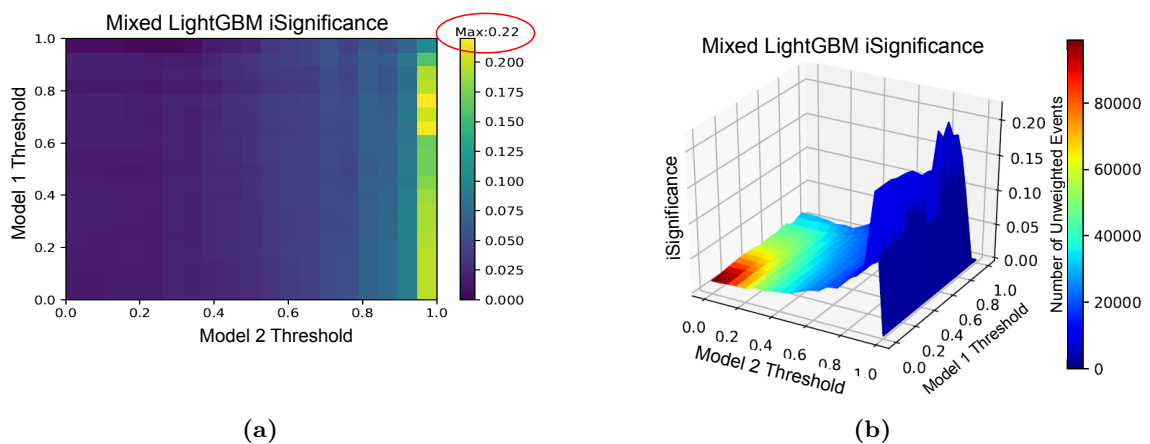 Mixed LightGBM iSignificance
Max:0.22
1.0
0.8
0.6
0.4
0.2
0.0
Model 1 Threshold
0.0 0.2 0.4 0.6 0.8 1.0
Model 2 Threshold
0.200
0.175
0.150
0.125
0.100
0.075
0.050
0.025
0.000
(a)
Mixed LightGBM iSignificance
iSignificance
0.20
0.15
0.10
0.05
0.00
0.0 0.2 0.4 0.6 0.8 1.0
Model 2 Threshold
0.0 0.2 0.4 0.6 0.8 1.0
Model 1 Threshold
Number of Unweighted Events
80000
60000
40000
20000
0
(b)